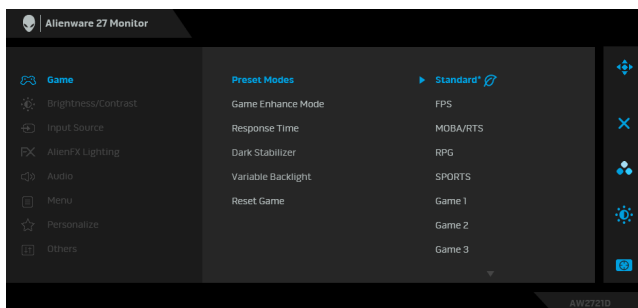 Alienware 27 Monitor
Game
Brightness/Contrast
Input Source
AlienFX Lighting
Audio
Menu
Personalize
Others
Preset Modes
Game Enhance Mode
Response Time
Dark Stabilizer
Variable Backlight
Reset Game
Standard*
FPS
MOBA/RTS
RPG
SPORTS
Game 1
Game 2
Game 3
AW2721D